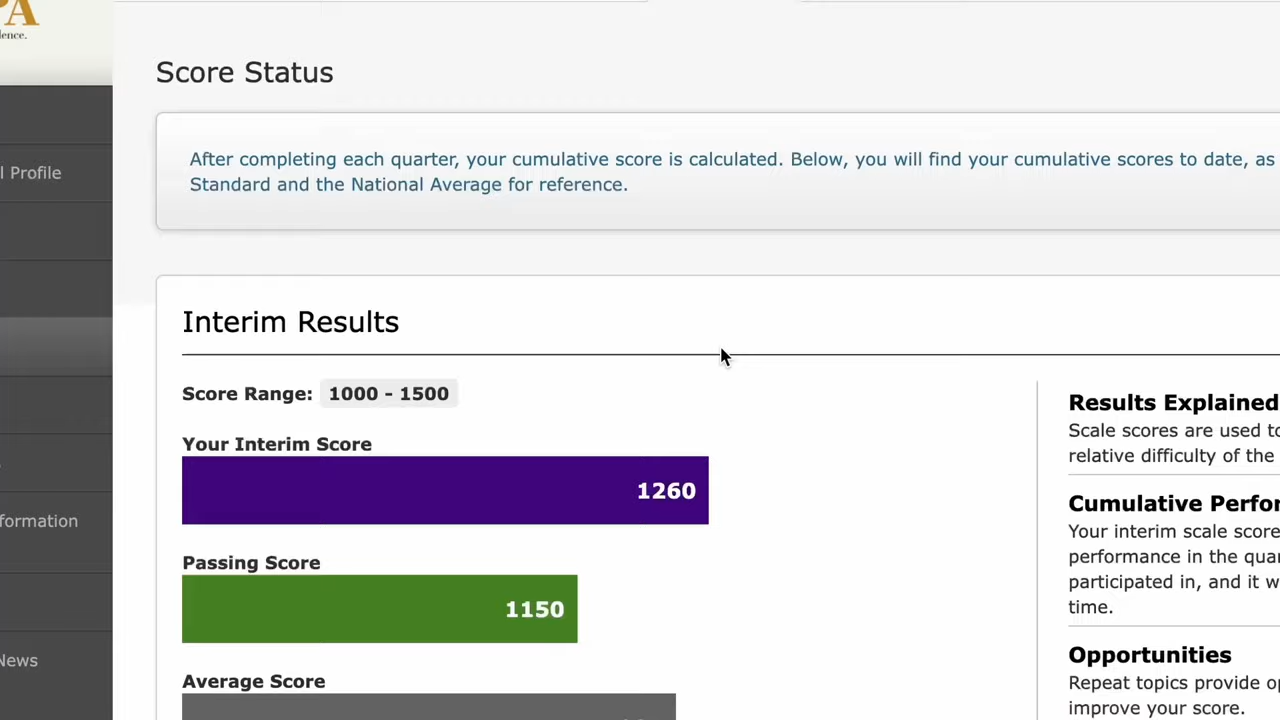 PA
lence.
l Profile
formation
News
Score Status
After completing each quarter, your cumulative score is calculated. Below, you will find your cumulative scores to date, as
Standard and the National Average for reference.
Interim Results
Score Range: 1000 - 1500
Your Interim Score
1260
Passing Score
1150
Average Score
Results Explained
Scale scores are used to
relative difficulty of the
Cumulative Perfor
Your interim scale score
performance in the quar
participated in, and it w
time.
Opportunities
Repeat topics provide op
improve your score.